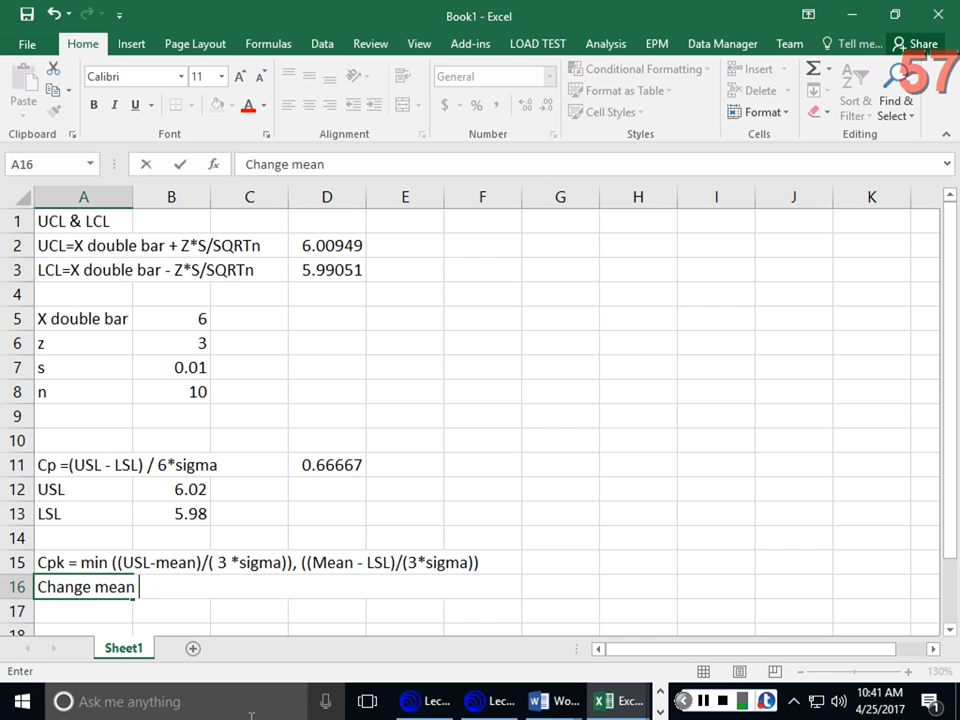 Book1 - Excel
File Home Insert Page Layout Formulas Data Review View Add-ins LOAD TEST Analysis EPM Data Manager Team Tell me... Share
57
Paste
Calibri 11
A A
General
Conditional Formatting
Format as Table
Cell Styles
Insert
Delete
Format
Sort & Filter
Find & Select
B I U A
$ % ,
Clipboard Font Alignment Number Styles Cells Editing
A16 fx Change mean
A B C D E F G H I J K
1 UCL & LCL
2 UCL=X double bar + Z*S/SQRTn 6.00949
3 LCL=X double bar - Z*S/SQRTn 5.99051
4
5 X double bar 6
6 z 3
7 s 0.01
8 n 10
9
10
11 Cp =(USL - LSL) / 6*sigma 0.66667
12 USL 6.02
13 LSL 5.98
14
15 Cpk = min ((USL-mean)/( 3 *sigma)), ((Mean - LSL)/(3*sigma))
16 Change mean
17
18
Sheet1
Enter 130%
Ask me anything Lec... Lec... Wo... Exc... 10:41 AM
4/25/2017
1